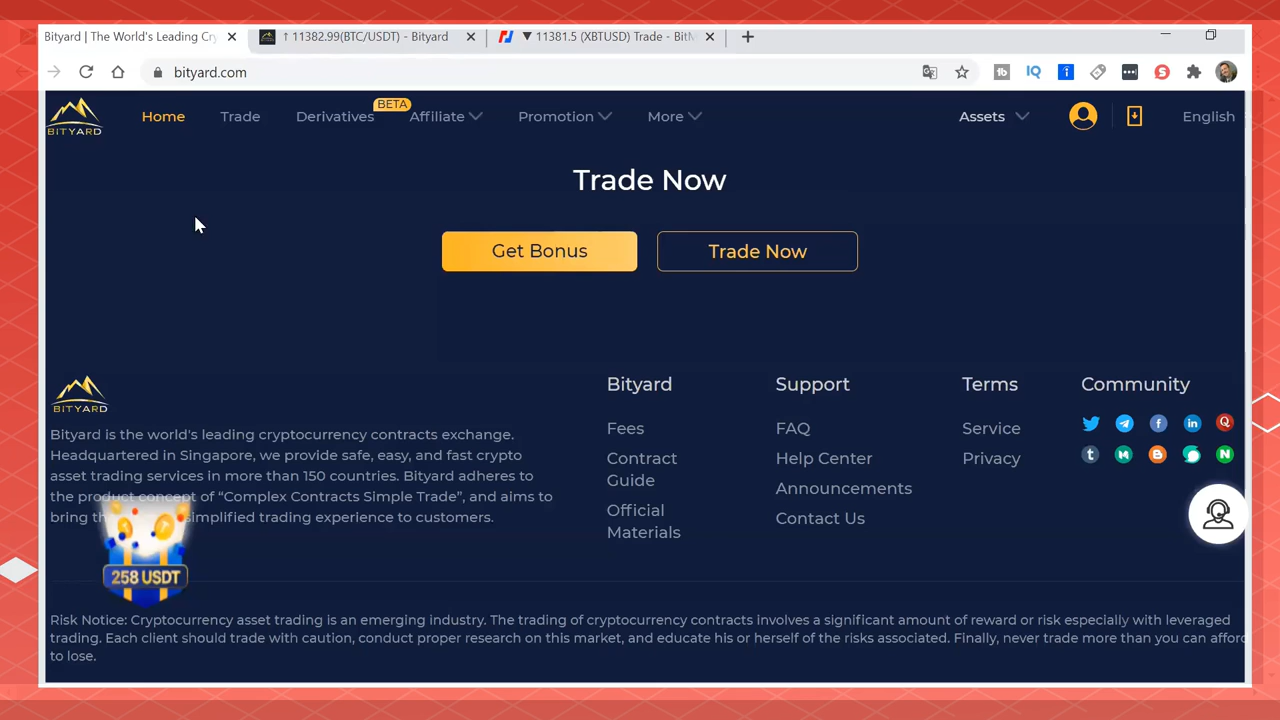 Bityard | The World's Leading Cry
↑ 11382.99(BTC/USDT) - Bityard
▼ 11381.5 (XBTUSD) Trade - BitM
bityard.com
tb
IQ
BITYARD
Home
Trade
Derivatives
BETA
Affiliate
Promotion
More
Assets
English
Trade Now
Get Bonus
Trade Now
BITYARD
Bityard is the world's leading cryptocurrency contracts exchange.
Headquartered in Singapore, we provide safe, easy, and fast crypto
asset trading services in more than 150 countries. Bityard adheres to
the product concept of “Complex Contracts Simple Trade”, and aims to
bring th simplified trading experience to customers.
258 USDT
Bityard
Fees
Contract
Guide
Official
Materials
Support
FAQ
Help Center
Announcements
Contact Us
Terms
Service
Privacy
Community
Risk Notice: Cryptocurrency asset trading is an emerging industry. The trading of cryptocurrency contracts involves a significant amount of reward or risk especially with leveraged
trading. Each client should trade with caution, conduct proper research on this market, and educate his or herself of the risks associated. Finally, never trade more than you can afford
to lose.